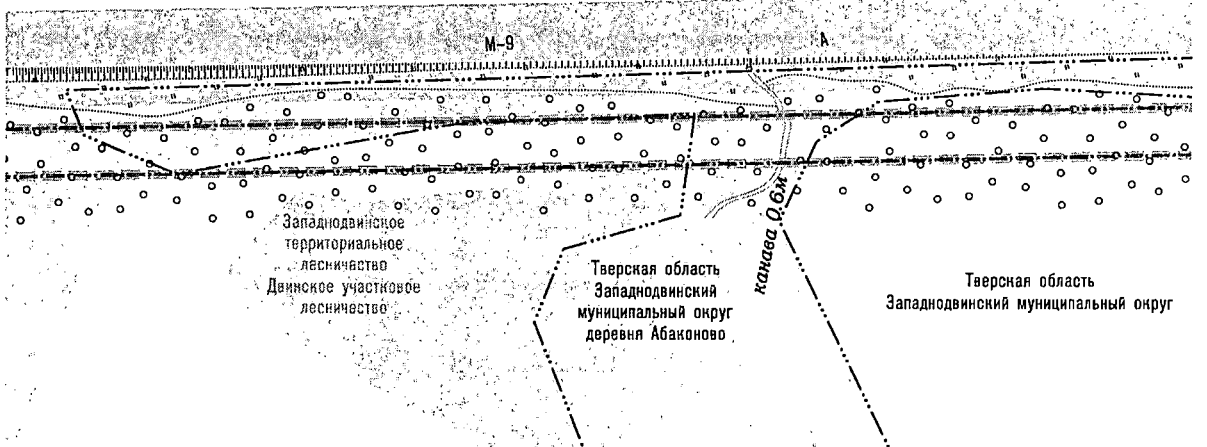 М-9
А
Западнодвинское
территориальное
лесничество
Двинское участковое
лесничество
Тверская область
Западнодвинский
муниципальный округ
деревня Абаконово
канава 0.6м
Тверская область
Западнодвинский муниципальный округ